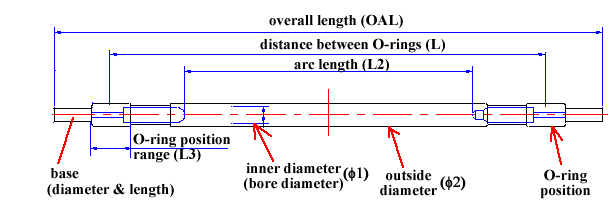 overall length (OAL)
distance between O-rings (L)
arc length (L2)
O-ring position
range (L3)
base
(diameter & length)
inner diameter
(bore diameter)
(ϕ1)
outside
diameter
(ϕ2)
O-ring
position